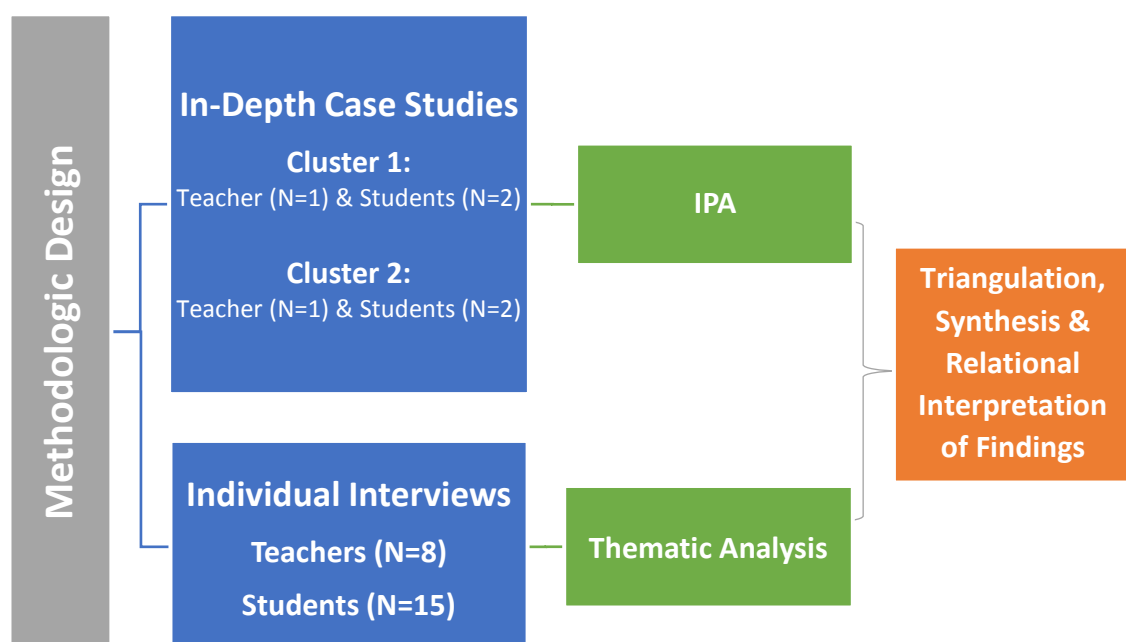 Methodologic Design
In-Depth Case Studies
Cluster 1:
Teacher (N=1) & Students (N=2)
Cluster 2:
Teacher (N=1) & Students (N=2)
IPA
Individual Interviews
Teachers (N=8)
Students (N=15)
Thematic Analysis
Triangulation,
Synthesis &
Relational
Interpretation
of Findings